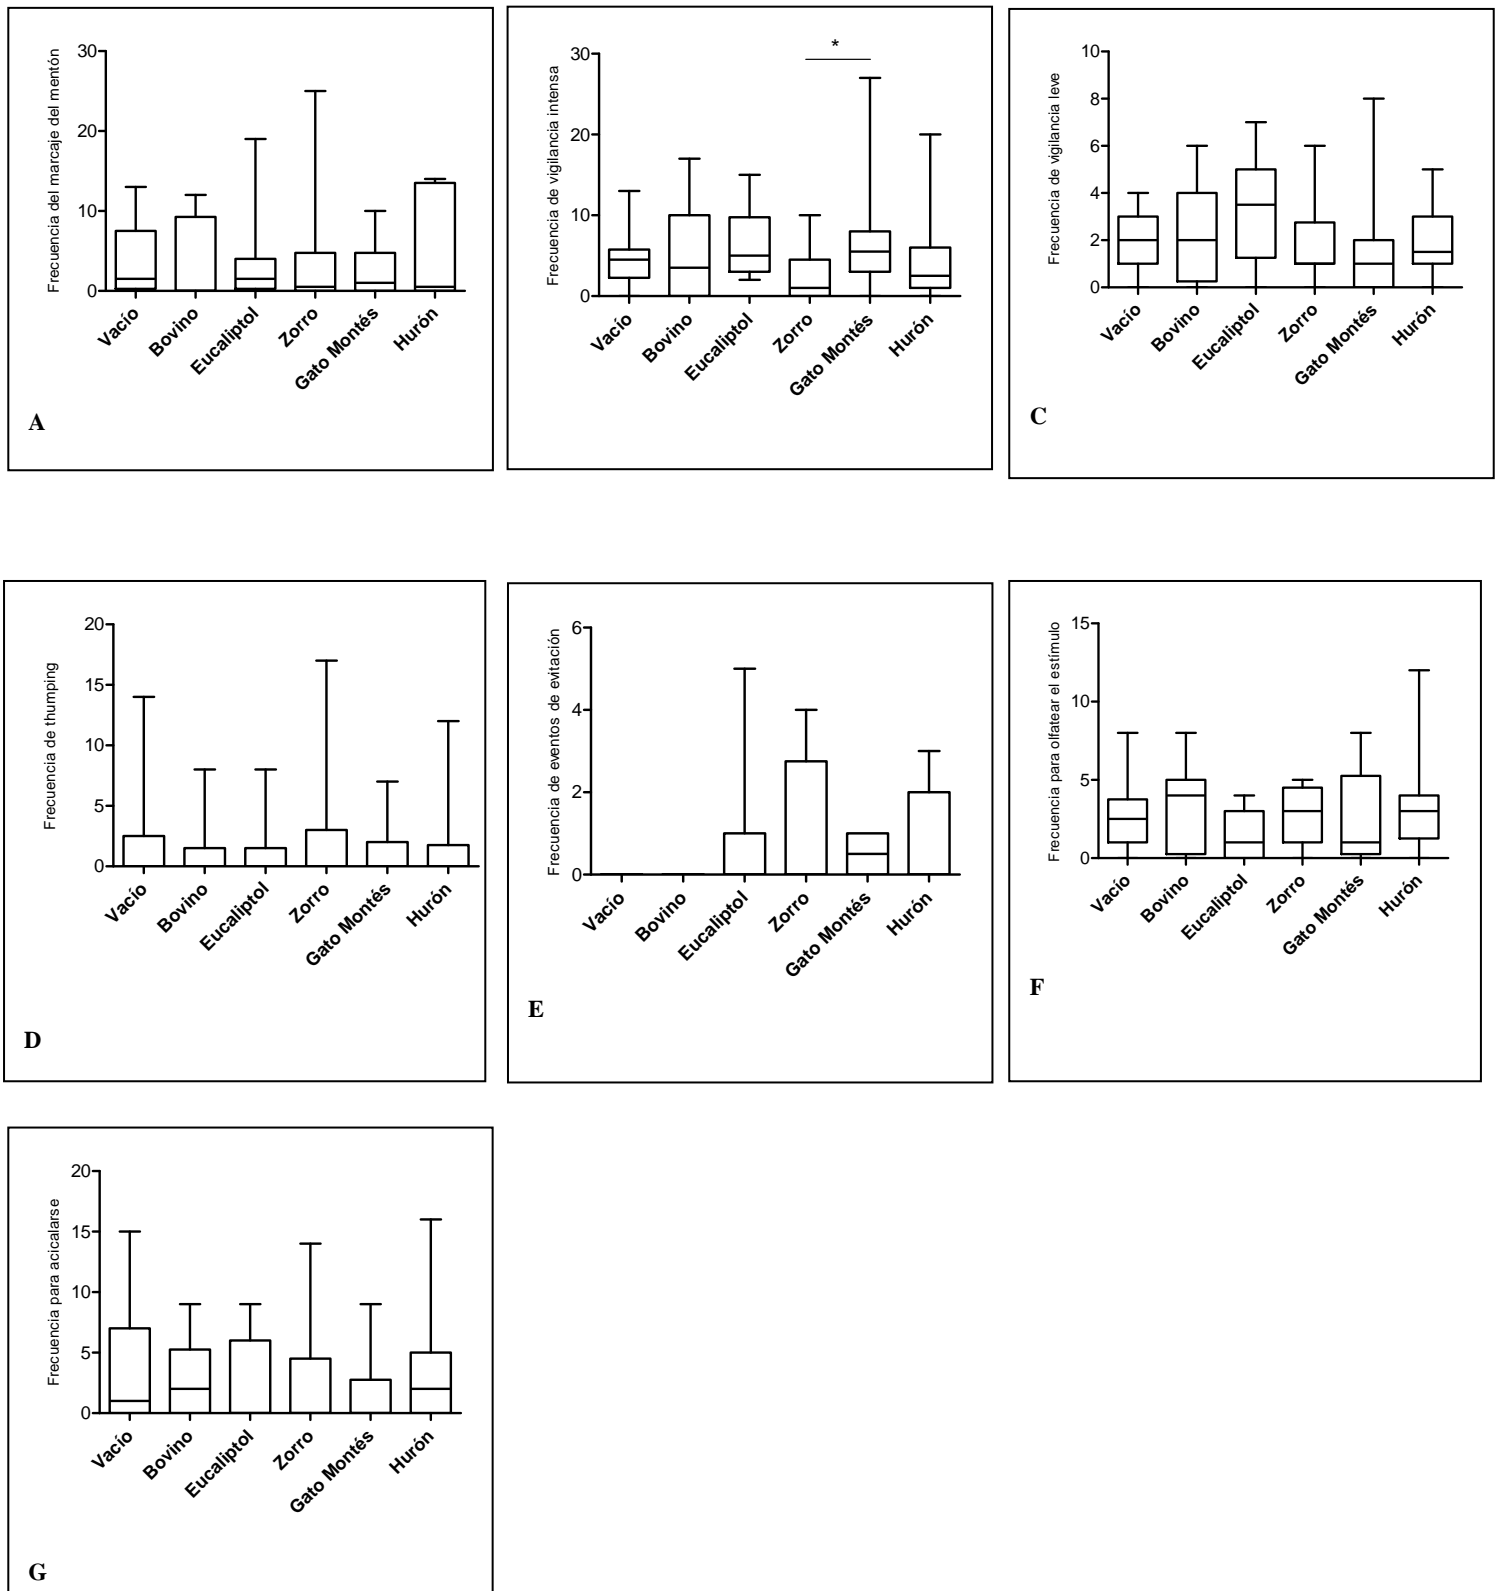 Frecuencia del marcaje del mentón
30
20
10
0
Vacío
Bovino
Eucaliptol
Zorro
Gato Montés
Hurón
A
Frecuencia de vigilancia intensa
30
20
10
0
*
Vacío
Bovino
Eucaliptol
Zorro
Gato Montés
Hurón
Frecuencia de vigilancia leve
10
8
6
4
2
0
Vacío
Bovino
Eucaliptol
Zorro
Gato Montés
Hurón
C
Frecuencia de thumping
20
15
10
5
0
Vacío
Bovino
Eucaliptol
Zorro
Gato Montés
Hurón
D
Frecuencia de eventos de evitación
6
4
2
0
Vacío
Bovino
Eucaliptol
Zorro
Gato Montés
Hurón
E
Frecuencia para olfatear el estímulo
15
10
5
0
Vacío
Bovino
Eucaliptol
Zorro
Gato Montés
Hurón
F
Frecuencia para acicalarse
20
15
10
5
0
Vacío
Bovino
Eucaliptol
Zorro
Gato Montés
Hurón
G